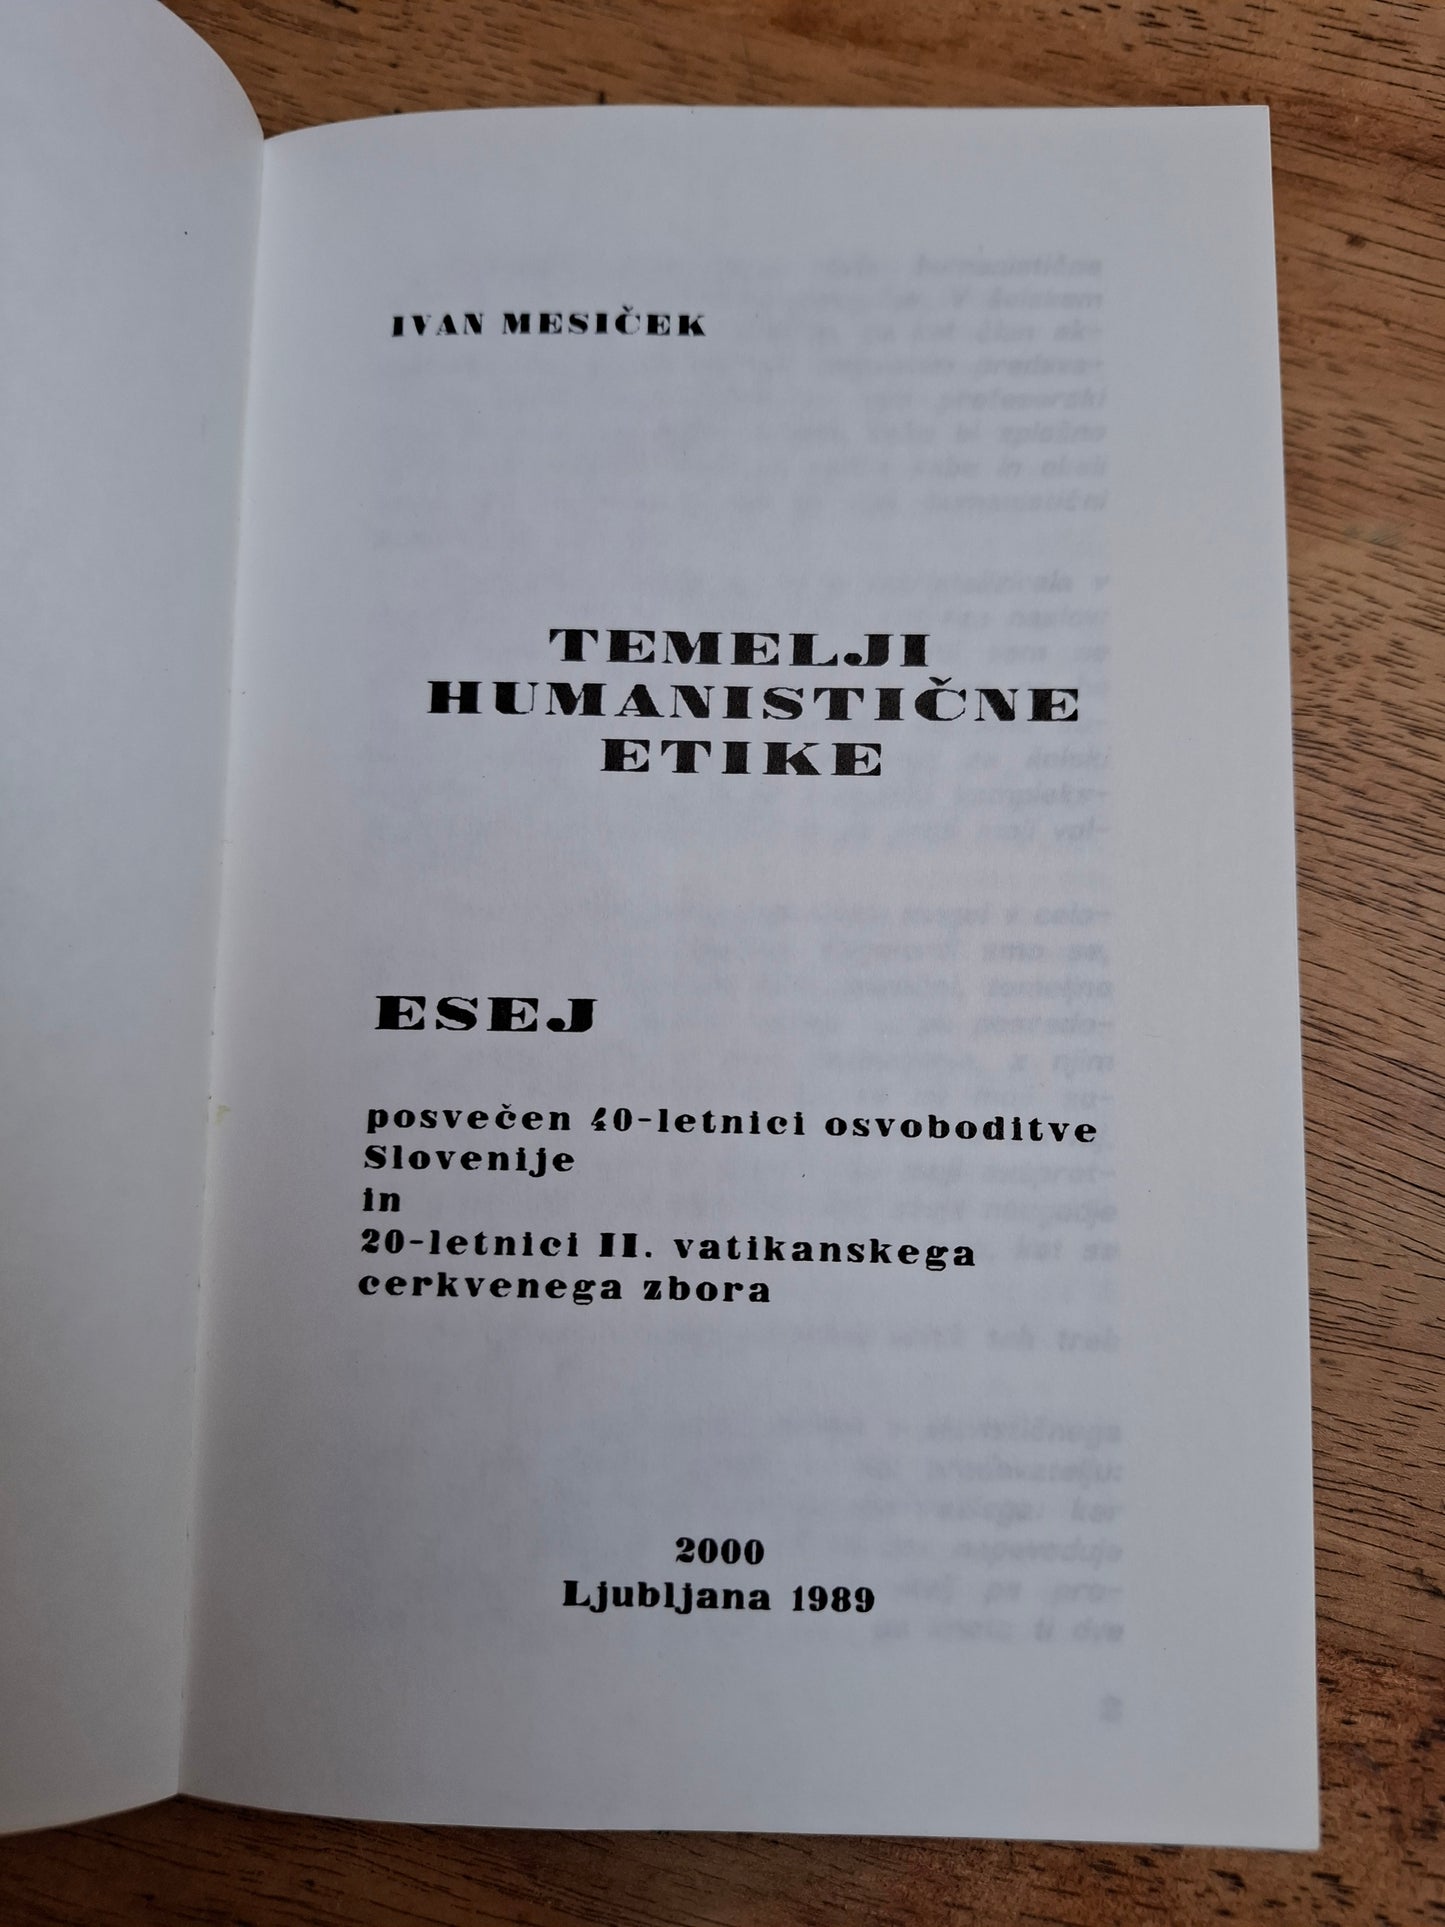 IVAN MESIČEK
TEMELJI
HUMANISTIČNE
ETIKE
ESEJ
posvečen 40-letnici osvoboditve
Slovenije
in
20-letnici II. vatikanskega
cerkvenega zbora
2000
Ljubljana 1989